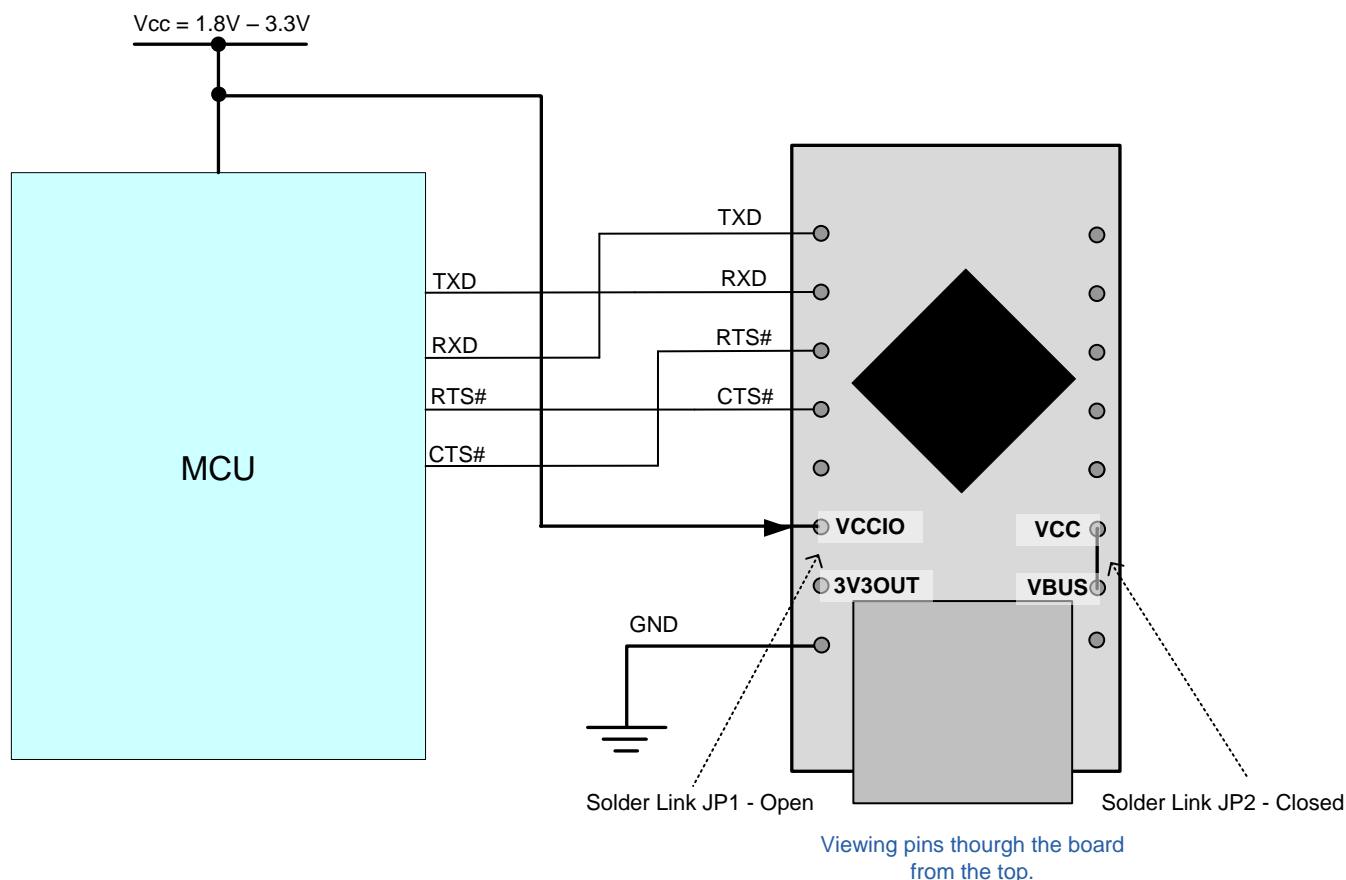 Vcc = 1.8V – 3.3V
TXD
TXD
RXD
RTS#
RXD
RTS#
CTS#
CTS#
MCU
VCCIO
VCC
3V3OUT
VBUS
GND
Solder Link JP1 - Open
Solder Link JP2 - Closed
Viewing pins thourgh the board
from the top.